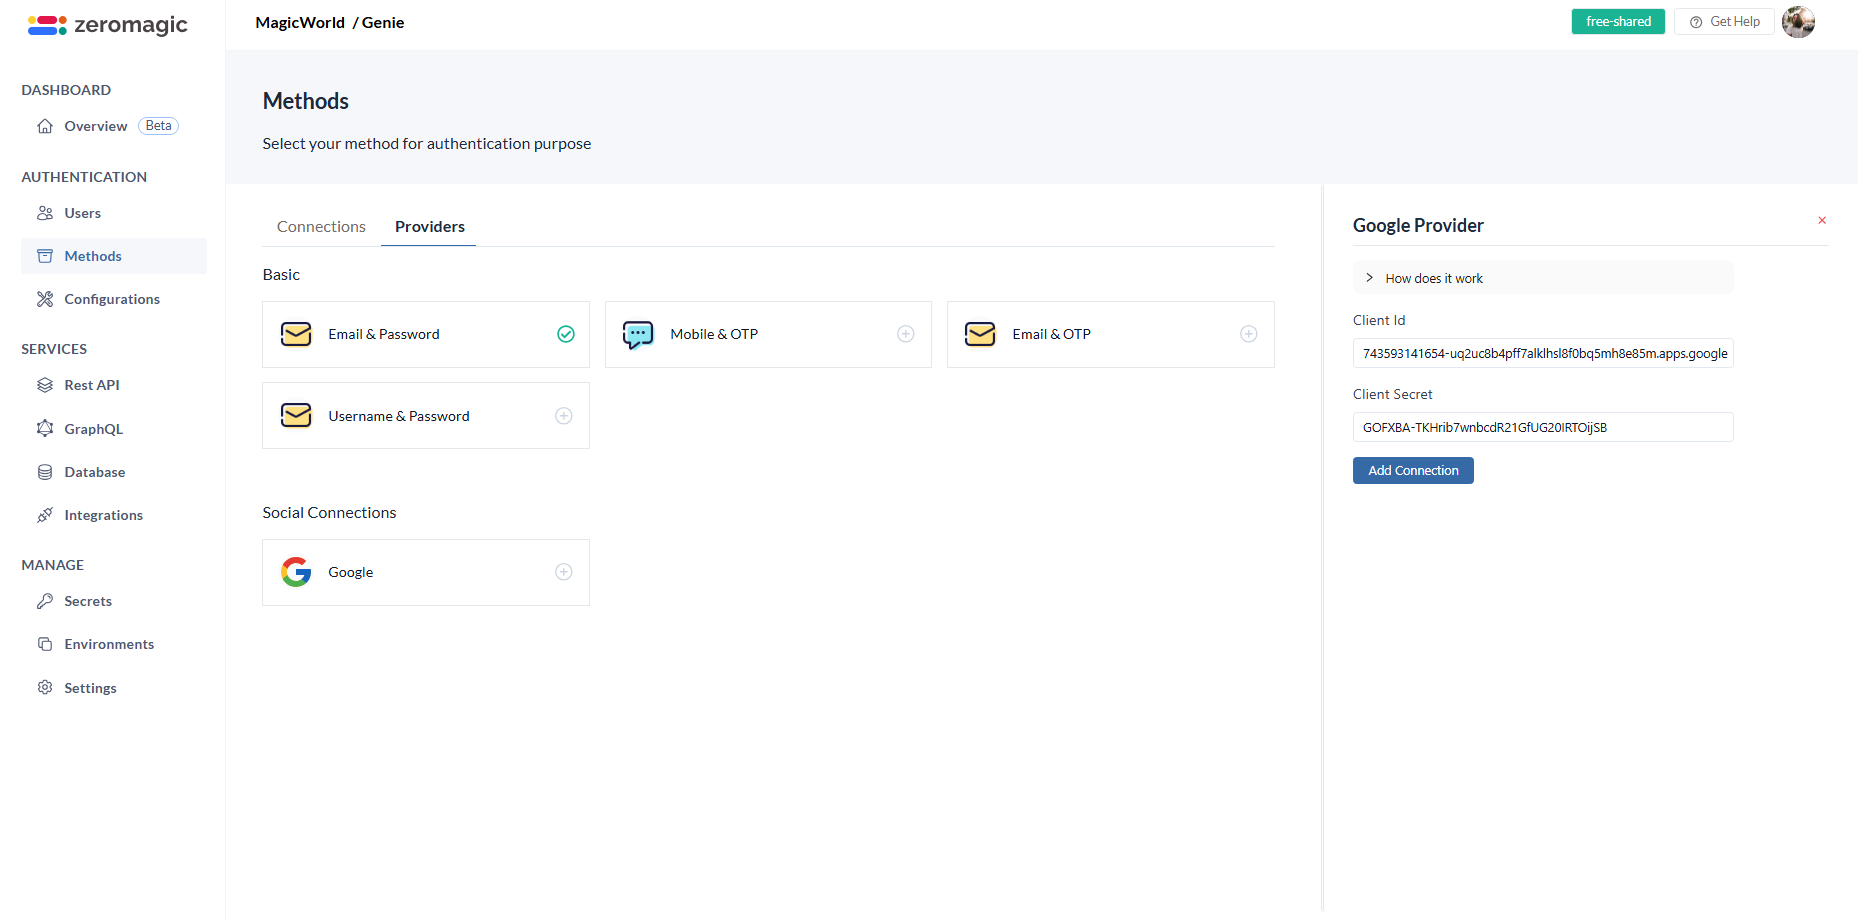 zeromagic
MagicWorld / Genie
free-shared
Get Help
DASHBOARD
Overview Beta
AUTHENTICATION
Users
Methods
Configurations
SERVICES
Rest API
GraphQL
Database
Integrations
MANAGE
Secrets
Environments
Settings
Methods
Select your method for authentication purpose
Connections Providers
Basic
Email & Password
Mobile & OTP
Email & OTP
Username & Password
Social Connections
Google
Google Provider
How does it work
Client Id
743593141654-uq2uc8b4pff7alklhsl8f0bq5mh8e85m.apps.google
Client Secret
GOFXBA-TKHrib7wnbcdR21GfUG20IRTOijSB
Add Connection